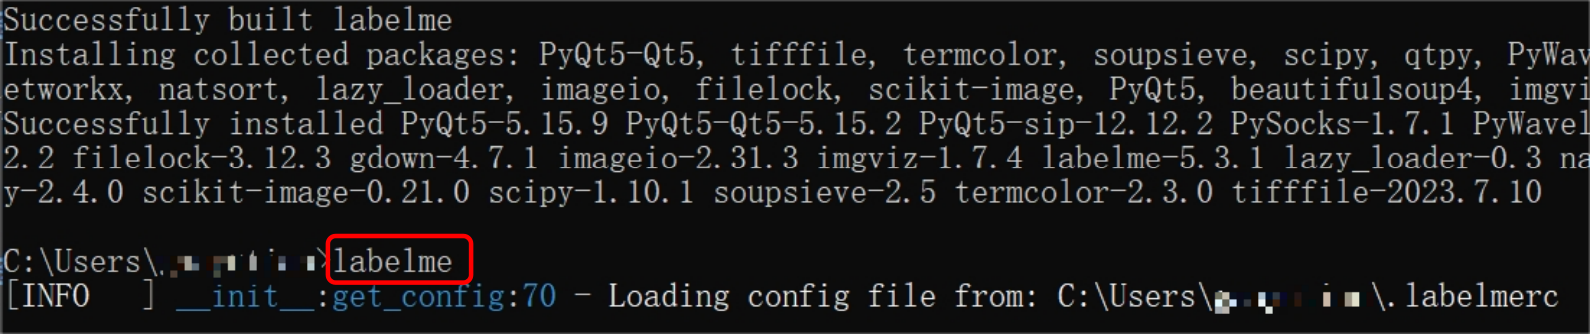 Successfully built labelme
Installing collected packages: PyQt5-Qt5, tifffile, termcolor, soupsieve, scipy, qtpy, PyWav
etworkx, natsort, lazy_loader, imageio, filelock, scikit-image, PyQt5, beautifulsoup4, imgvi
Successfully installed PyQt5-5.15.9 PyQt5-Qt5-5.15.2 PyQt5-sip-12.12.2 PySocks-1.7.1 PyWavel
2.2 filelock-3.12.3 gdown-4.7.1 imageio-2.31.3 imgviz-1.7.4 labelme-5.3.1 lazy_loader-0.3 na
y-2.4.0 scikit-image-0.21.0 scipy-1.10.1 soupsieve-2.5 termcolor-2.3.0 tifffile-2023.7.10
C:\Users\ >labelme
[INFO   ] __init__:get_config:70 - Loading config file from: C:\Users\ \.labelmerc